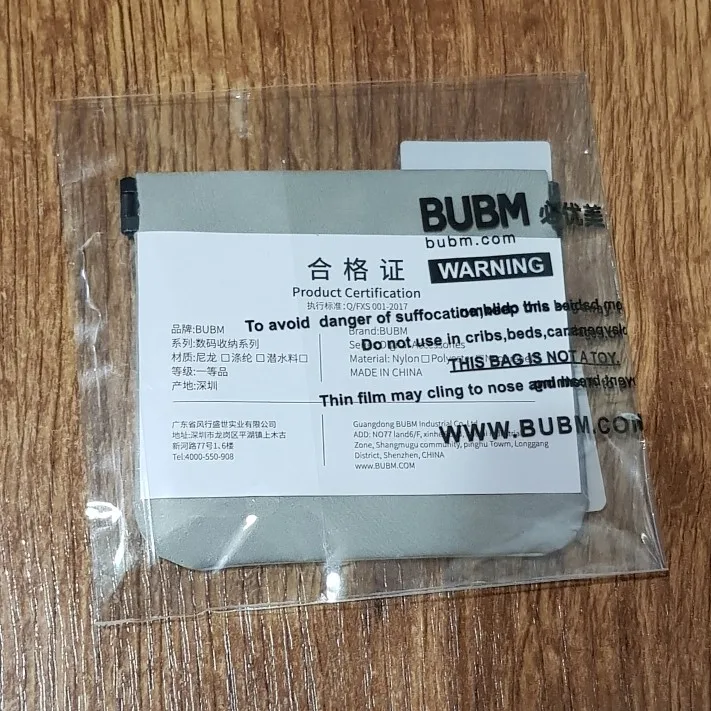 BUBM 必优美
bubm.com
WARNING
合格证
Product Certification
执行标准: Q/FXS 001-2017
To avoid danger of suffocation, this
Do not use in cribs, beds,
THIS BAG IS NOT A TOY.
Thin film may cling to nose and
WWW.BUBM.COM
品牌:BUBM
系列:数码收纳系列
材质:尼龙 □涤纶 □潜水料□
等级:一等品
产地:深圳
Brand:BUBM
Material: Nylon□
MADE IN CHINA
广东省风行盛世实业有限公司
地址:深圳市龙岗区平湖镇上木古
新河路77号1.6楼
Tel:4000-550-908
Guangdong BUBM Industrial Co.
ADD: NO77 land6/F,
Zone, Shangmugu community, pinghu Towm, Longgang
District, Shenzhen, CHINA
www.BUBM.COM